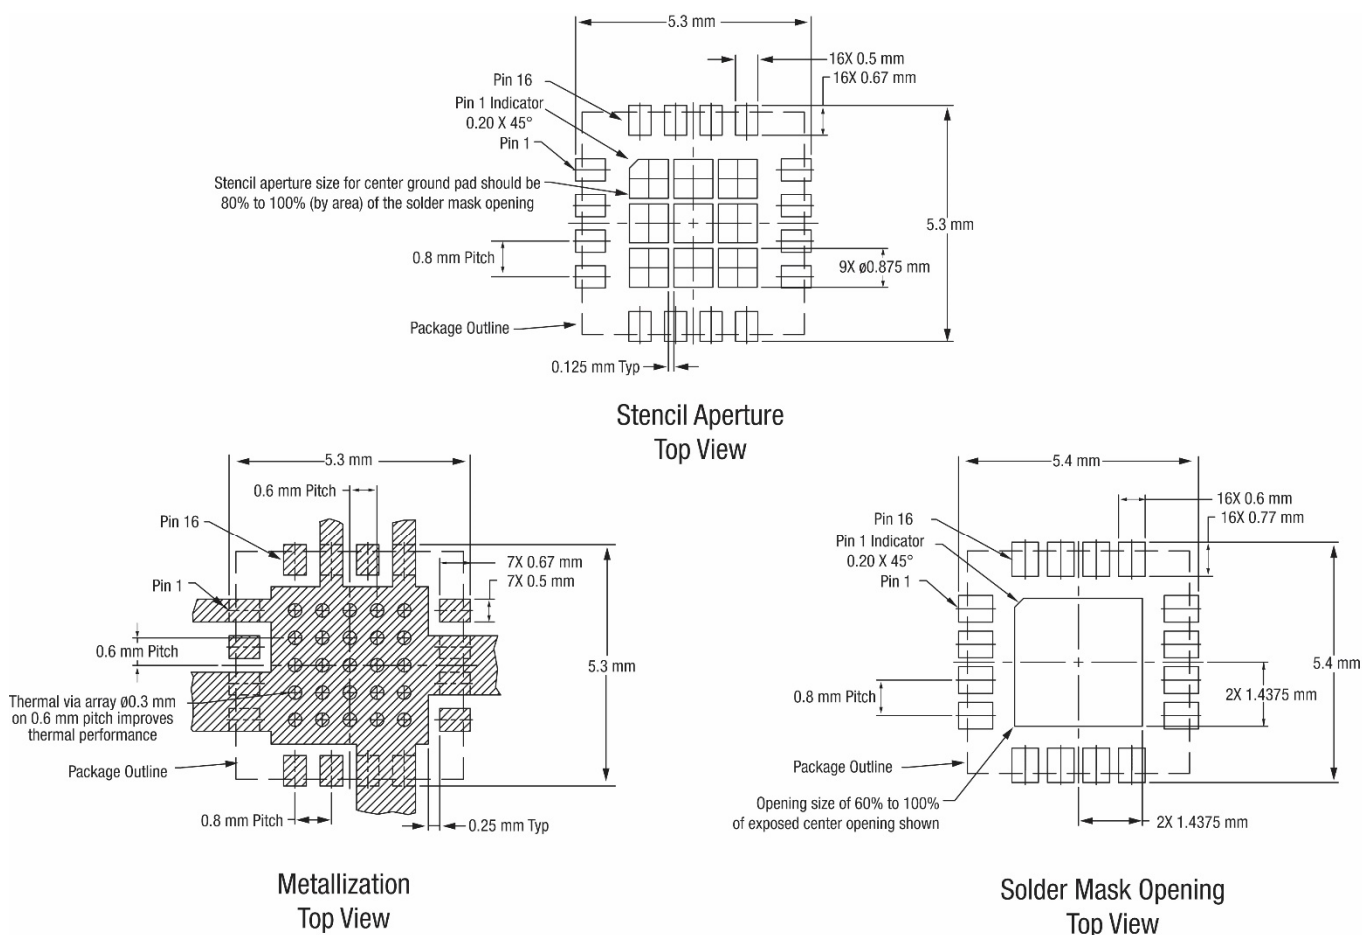 5.3 mm
16X 0.5 mm
16X 0.67 mm
Pin 16
Pin 1 Indicator
0.20 X 45°
Pin 1
Stencil aperture size for center ground pad should be
80% to 100% (by area) of the solder mask opening
5.3 mm
0.8 mm Pitch
9X ø0.875 mm
Package Outline
0.125 mm Typ
Stencil Aperture
Top View
5.3 mm
0.6 mm Pitch
Pin 16
7X 0.67 mm
7X 0.5 mm
Pin 1
0.6 mm
Pitch
5.3 mm
Thermal via array ø0.3 mm
on 0.6 mm pitch improves
thermal performance
Package Outline
0.8 mm Pitch
0.25 mm Typ
Metallization
Top View
5.4 mm
16X 0.6 mm
16X 0.77 mm
Pin 16
Pin 1 Indicator
0.20 X 45°
Pin 1
5.4 mm
0.8 mm Pitch
2X 1.4375 mm
Package Outline
Opening size of 60% to 100%
of exposed center opening shown
2X 1.4375 mm
Solder Mask Opening
Top View